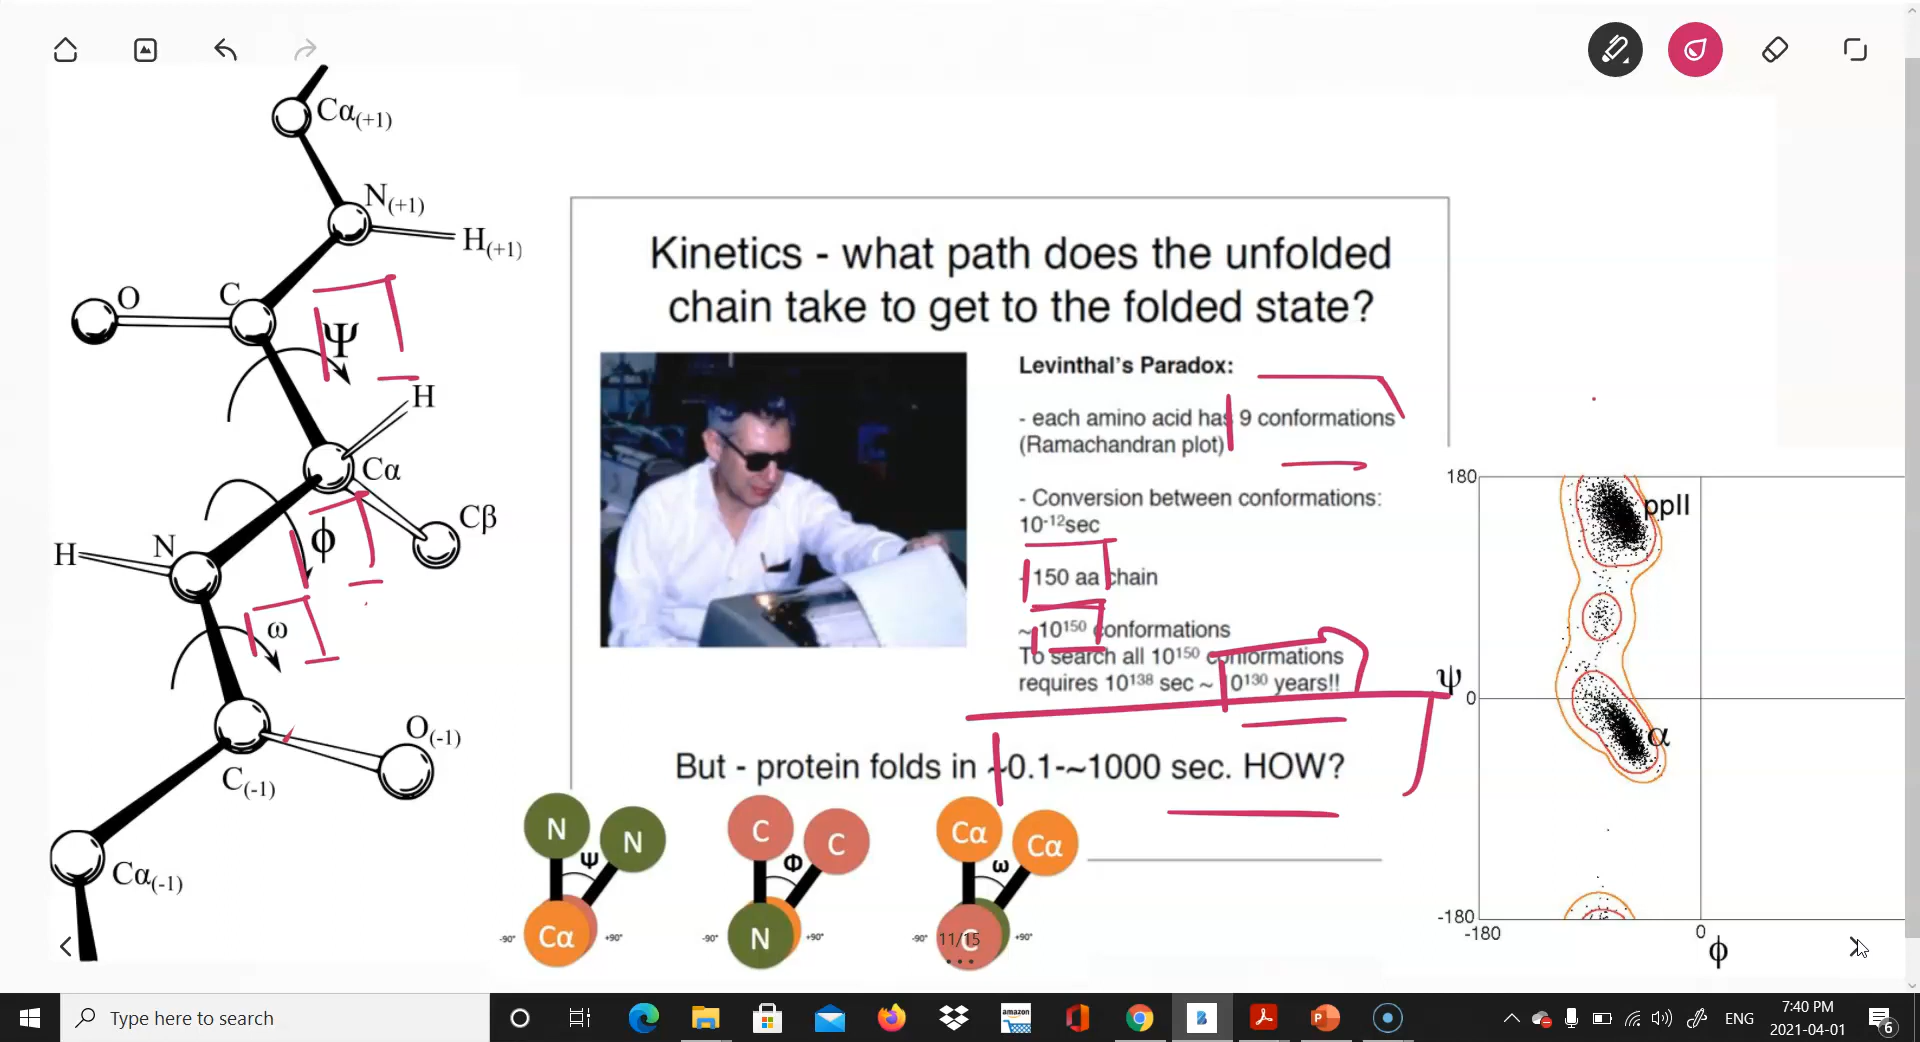 Cα(+1)
N(+1)
H(+1)
O
C
Ψ
H
Cα
Cβ
ϕ
N
H
ω
O(-1)
C(-1)
Cα(-1)
Kinetics - what path does the unfolded
chain take to get to the folded state?
Levinthal's Paradox:
- each amino acid has 9 conformations
(Ramachandran plot)
- Conversion between conformations:
10-12sec
- 150 aa chain
~ 10150 conformations
To search all 10150 conformations
requires 10138 sec ~ 10130 years!!
But - protein folds in ~0.1-~1000 sec. HOW?
N
N
Ψ
Cα
-90°
+90°
C
C
Φ
N
-90°
+90°
Cα
Cα
ω
C
-90°
+90°
11/15
180
ppII
ψ
0
α
-180
-180
0
ϕ
Type here to search
amazon
ENG
7:40 PM
2021-04-01
6